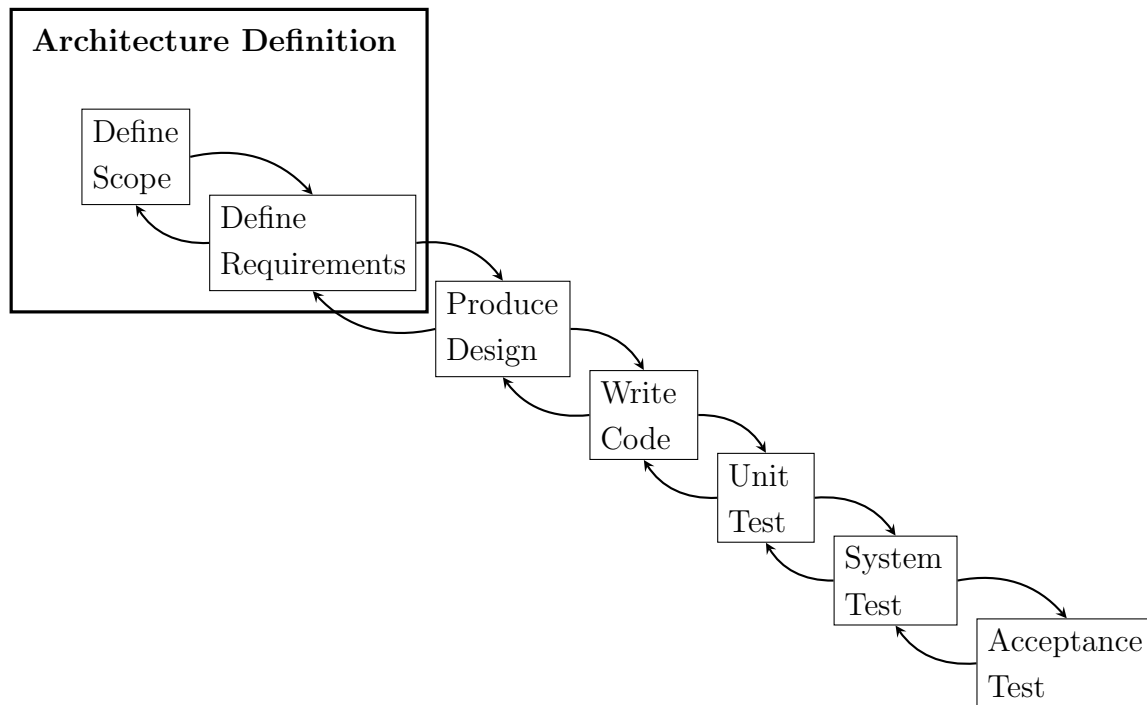 Architecture Definition
Define
Scope
Define
Requirements
Produce
Design
Write
Code
Unit
Test
System
Test
Acceptance
Test